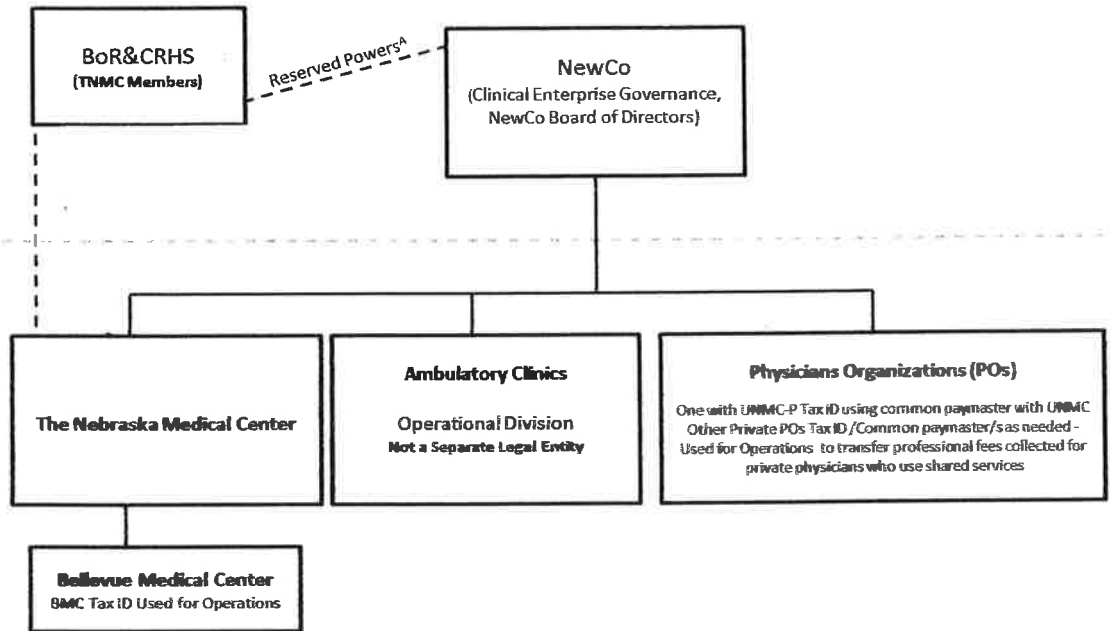 BoR&CRHS
(TNMC Members)
Reserved Powersᴬ
NewCo
(Clinical Enterprise Governance,
NewCo Board of Directors)
The Nebraska Medical Center
Ambulatory Clinics
Operational Division
Not a Separate Legal Entity
Physicians Organizations (POs)
One with UNMC-P Tax ID using common paymaster with UNMC
Other Private POs Tax ID/Common paymaster/s as needed -
Used for Operations to transfer professional fees collected for
private physicians who use shared services
Bellevue Medical Center
BMC Tax ID Used for Operations